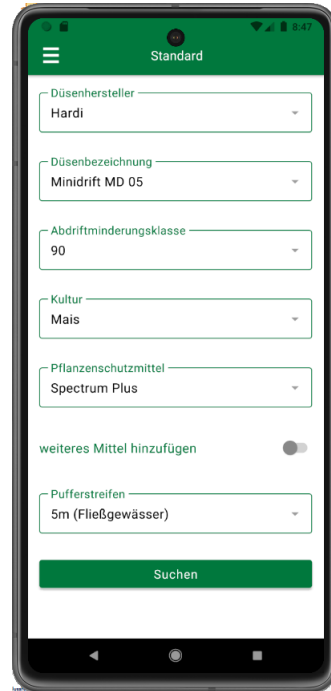 8:47
Standard
Düsenhersteller
Hardi
Düsenbezeichnung
Minidrift MD 05
Abdriftminderungsklasse
90
Kultur
Mais
Pflanzenschutzmittel
Spectrum Plus
weiteres Mittel hinzufügen
Pufferstreifen
5m (Fließgewässer)
Suchen